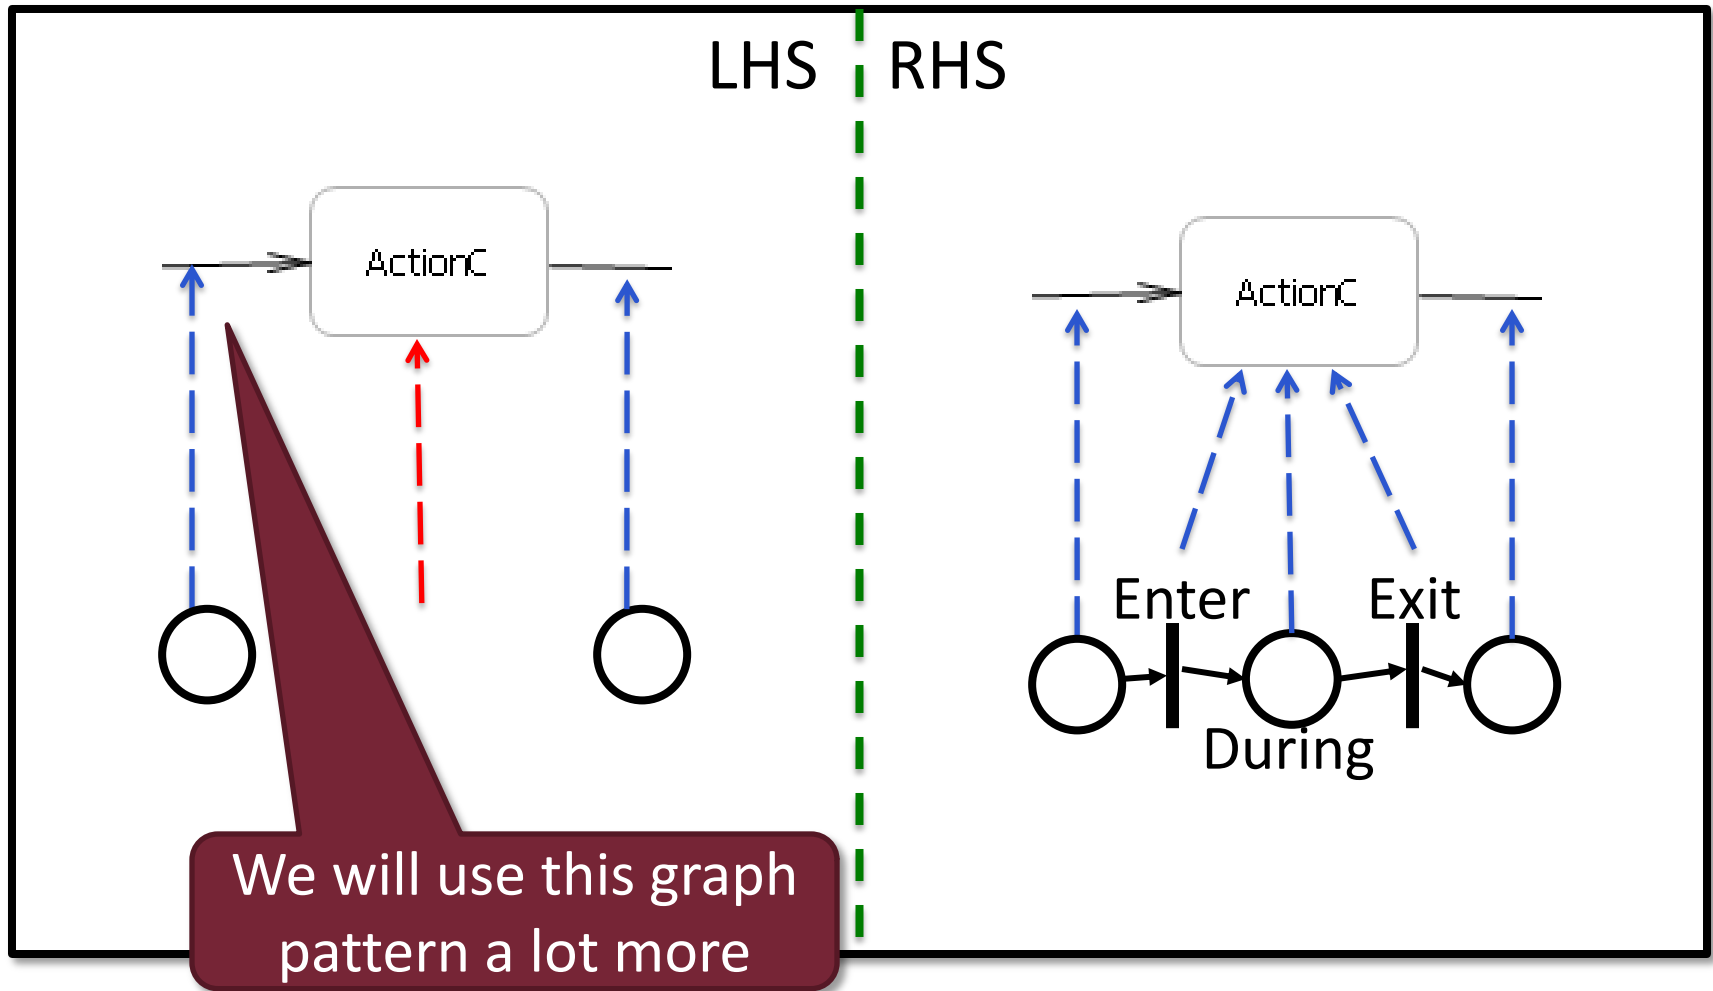 LHS
RHS
ActionC
ActionC
Enter
Exit
During
We will use this graph
pattern a lot more